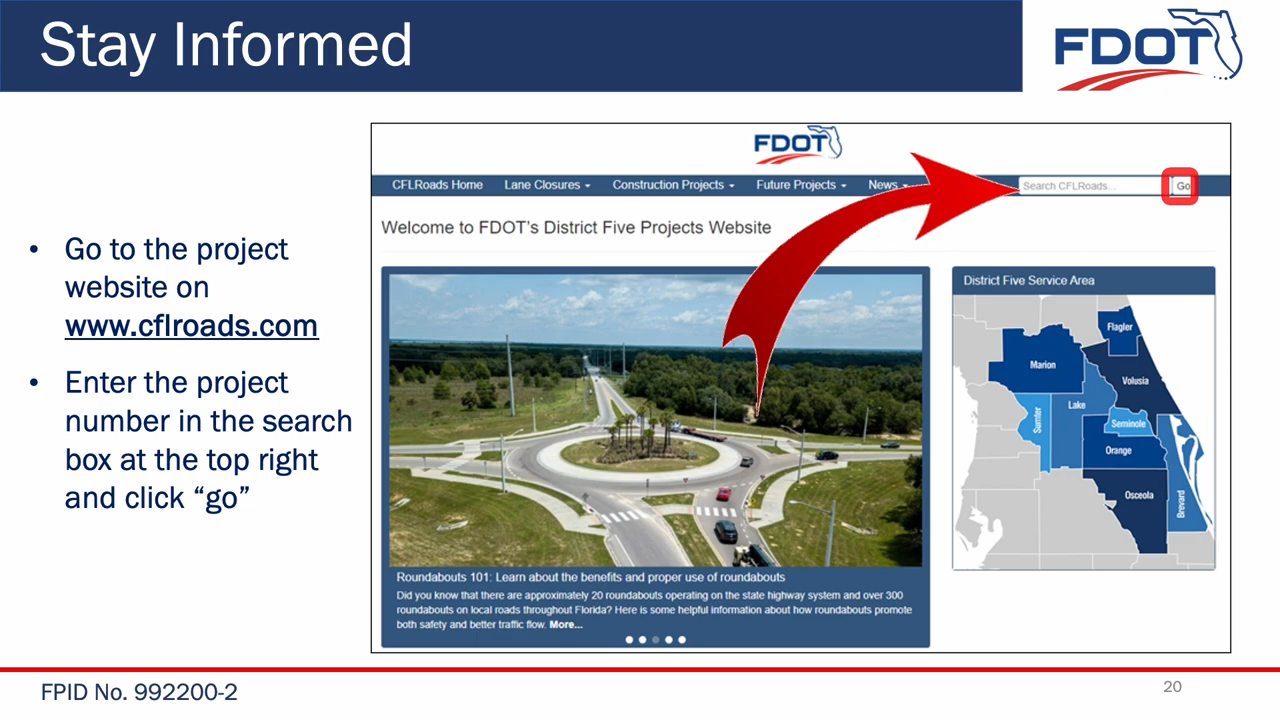 Stay Informed
FDOT
FDOT
CFLRoads Home Lane Closures Construction Projects Future Projects News Search CFLRoads... Go
Welcome to FDOT's District Five Projects Website
• Go to the project
website on
www.cflroads.com
• Enter the project
number in the search
box at the top right
and click “go”
District Five Service Area
Flagler
Marion
Volusia
Lake
Sumter
Seminole
Orange
Osceola
Brevard
Roundabouts 101: Learn about the benefits and proper use of roundabouts
Did you know that there are approximately 20 roundabouts operating on the state highway system and over 300
roundabouts on local roads throughout Florida? Here is some helpful information about how roundabouts promote
both safety and better traffic flow. More...
FPID No. 992200-2
20